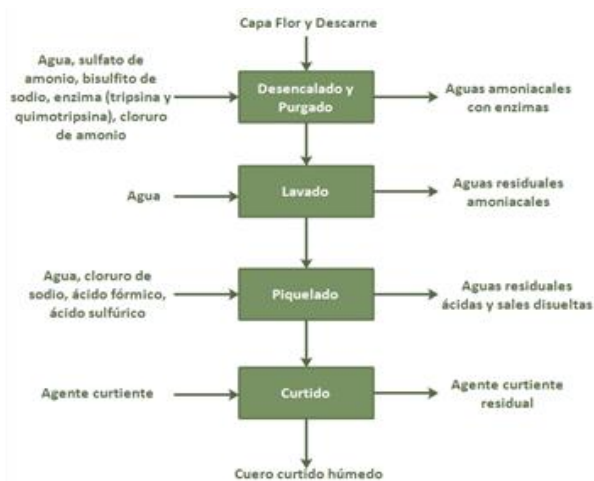 Capa Flor y Descarne
Agua, sulfato de
amonio, bisulfito de
sodio, enzima (tripsina y
quimotripsina), cloruro
de amonio
Desencalado y
Purgado
Aguas amoniacales
con enzimas
Agua
Lavado
Aguas residuales
amoniacales
Agua, cloruro de
sodio, ácido fórmico,
ácido sulfúrico
Piquelado
Aguas residuales
ácidas y sales disueltas
Agente curtiente
Curtido
Agente curtiente
residual
Cuero curtido húmedo